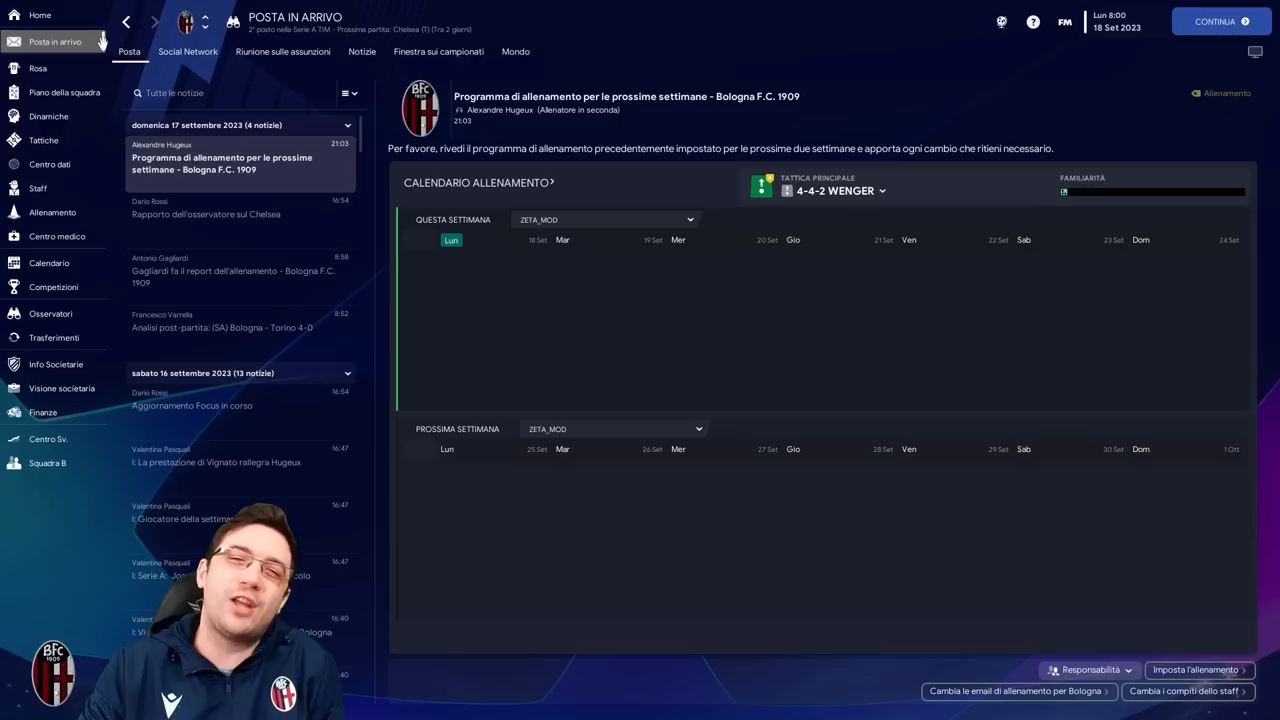 Home
Posta in arrivo
Rosa
Piano della squadra
Dinamiche
Tattiche
Centro dati
Staff
Allenamento
Centro medico
Calendario
Competizioni
Osservatori
Trasferimenti
Info Societarie
Visione societaria
Finanze
Centro Sv.
Squadra B
POSTA IN ARRIVO
2° posto nella Serie A TIM - Prossima partita: Chelsea (T) (Tra 2 giorni)
FM
Lun 8:00
18 Set 2023
CONTINUA
Posta Social Network Riunione sulle assunzioni Notizie Finestra sui campionati Mondo
Tutte le notizie
domenica 17 settembre 2023 (4 notizie)
Alexandre Hugeux 21:03
Programma di allenamento per le prossime
settimane - Bologna F.C. 1909
Dario Rossi 16:54
Rapporto dell'osservatore sul Chelsea
Antonio Gagliardi 8:58
Gagliardi fa il report dell'allenamento - Bologna F.C.
1909
Francesco Varrella 8:52
Analisi post-partita: (SA) Bologna - Torino 4-0
sabato 16 settembre 2023 (13 notizie)
Dario Rossi 16:54
Aggiornamento Focus in corso
Valentina Pasquali 16:47
I: La prestazione di Vignato rallegra Hugeux
Valentina Pasquali 16:47
I: Giocatore della
Valentina Pasquali 16:47
I: Serie A:
16:40
Bologna
:40
BFC
1909
Programma di allenamento per le prossime settimane - Bologna F.C. 1909
Alexandre Hugeux (Allenatore in seconda)
21:03
Allenamento
Per favore, rivedi il programma di allenamento precedentemente impostato per le prossime due settimane e apporta ogni cambio che ritieni necessario.
CALENDARIO ALLENAMENTO
TATTICA PRINCIPALE
4-4-2 WENGER
FAMILIARITÀ
QUESTA SETTIMANA ZETA_MOD
Lun 18 Set Mar 19 Set Mer 20 Set Gio 21 Set Ven 22 Set Sab 23 Set Dom 24 Set
PROSSIMA SETTIMANA ZETA_MOD
Lun 25 Set Mar 26 Set Mer 27 Set Gio 28 Set Ven 29 Set Sab 30 Set Dom 1 Ott
Responsabilità
Imposta l'allenamento
Cambia le email di allenamento per Bologna
Cambia i compiti dello staff
BFC
1909